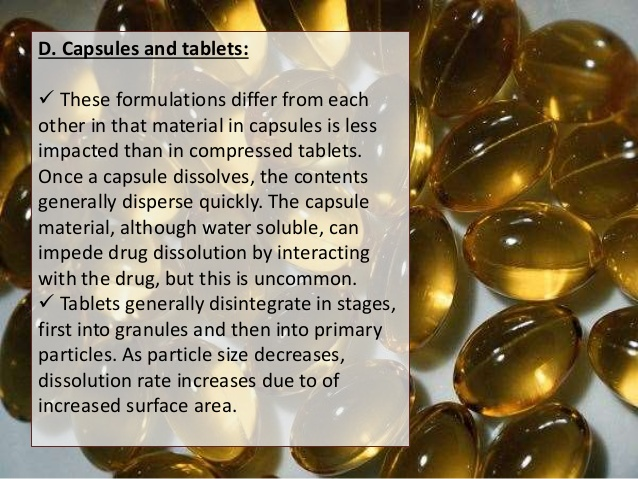 D. Capsules and tablets:
✓ These formulations differ from each
other in that material in capsules is less
impacted than in compressed tablets.
Once a capsule dissolves, the contents
generally disperse quickly. The capsule
material, although water soluble, can
impede drug dissolution by interacting
with the drug, but this is uncommon.
✓ Tablets generally disintegrate in stages,
first into granules and then into primary
particles. As particle size decreases,
dissolution rate increases due to of
increased surface area.